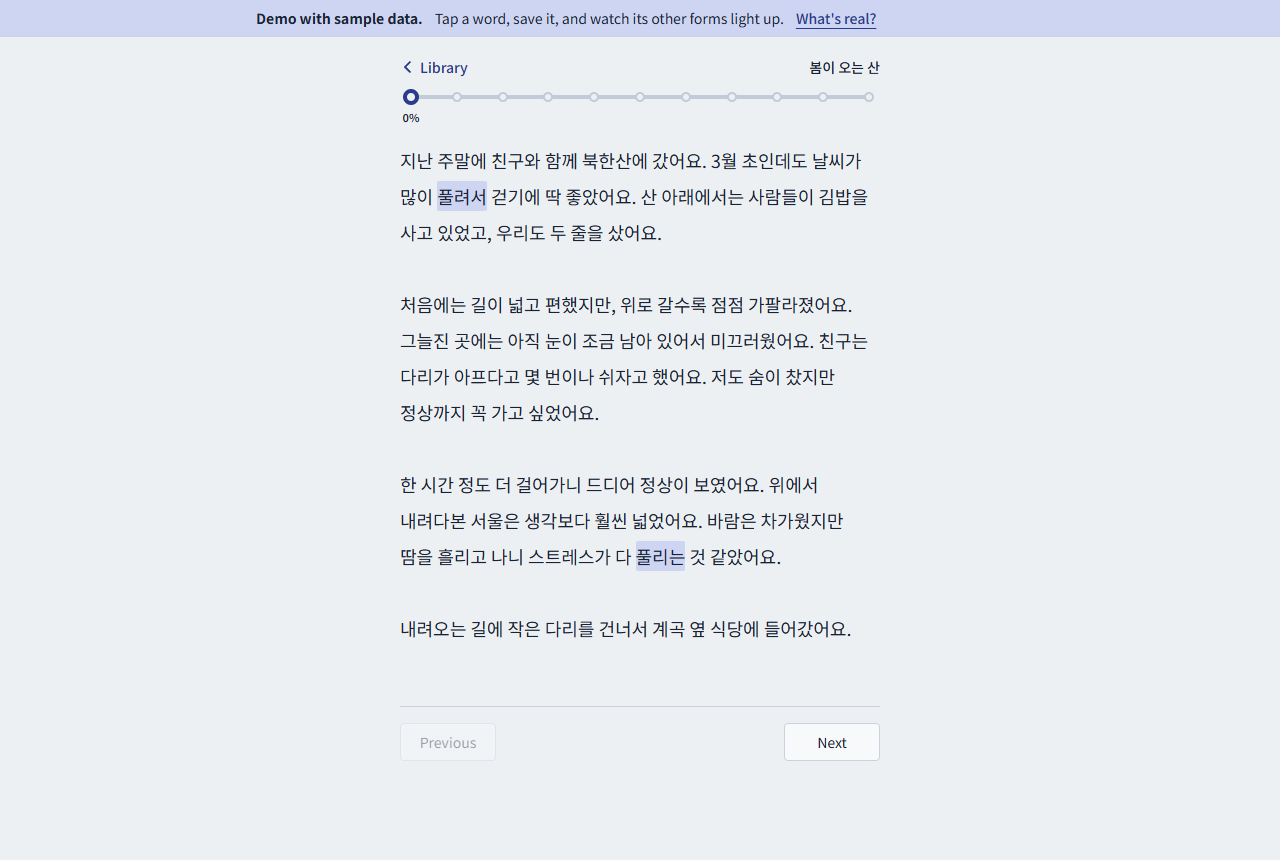 Demo with sample data. Tap a word, save it, and watch its other forms light up. What's real?
Library
봄이 오는 산
0%
지난 주말에 친구와 함께 북한산에 갔어요. 3월 초인데도 날씨가
많이 풀려서 걷기에 딱 좋았어요. 산 아래에서는 사람들이 김밥을
사고 있었고, 우리도 두 줄을 샀어요.
처음에는 길이 넓고 편했지만, 위로 갈수록 점점 가팔라졌어요.
그늘진 곳에는 아직 눈이 조금 남아 있어서 미끄러웠어요. 친구는
다리가 아프다고 몇 번이나 쉬자고 했어요. 저도 숨이 찼지만
정상까지 꼭 가고 싶었어요.
한 시간 정도 더 걸어가니 드디어 정상이 보였어요. 위에서
내려다본 서울은 생각보다 훨씬 넓었어요. 바람은 차가웠지만
땀을 흘리고 나니 스트레스가 다 풀리는 것 같았어요.
내려오는 길에 작은 다리를 건너서 계곡 옆 식당에 들어갔어요.
Previous
Next